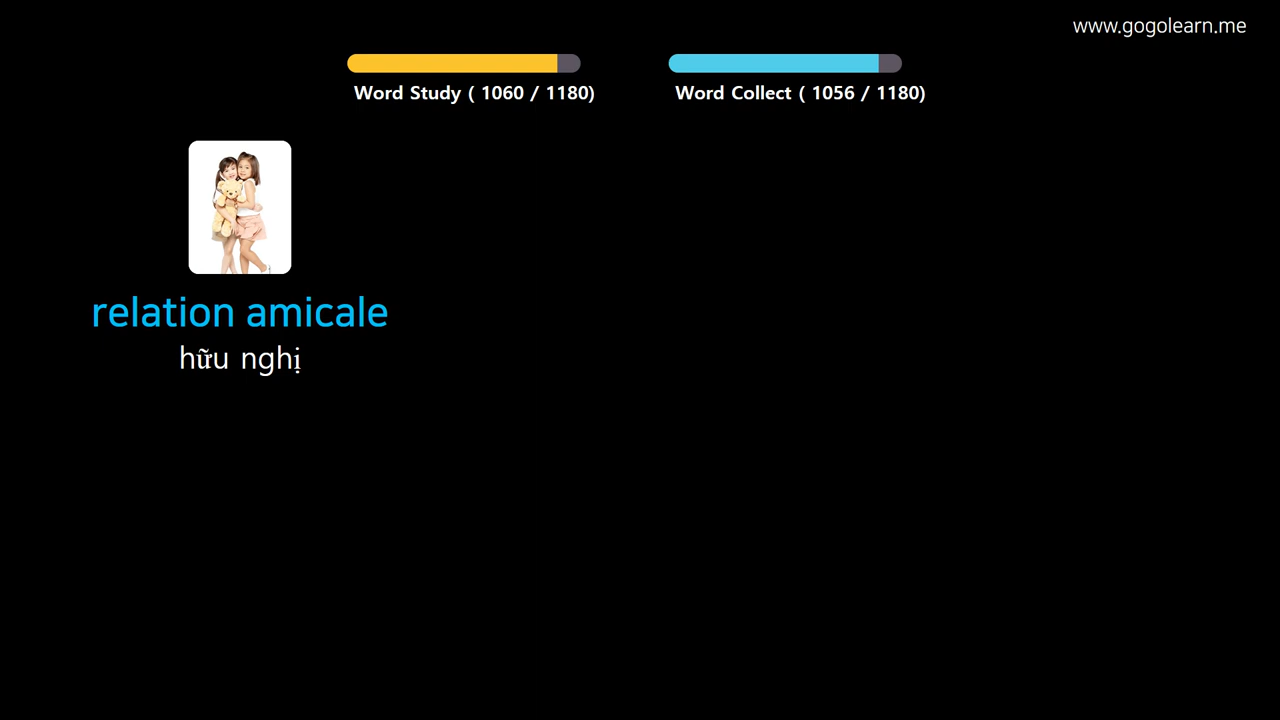 www.gogolearn.me
Word Study ( 1060 / 1180)
Word Collect ( 1056 / 1180)
relation amicale
hữu nghị